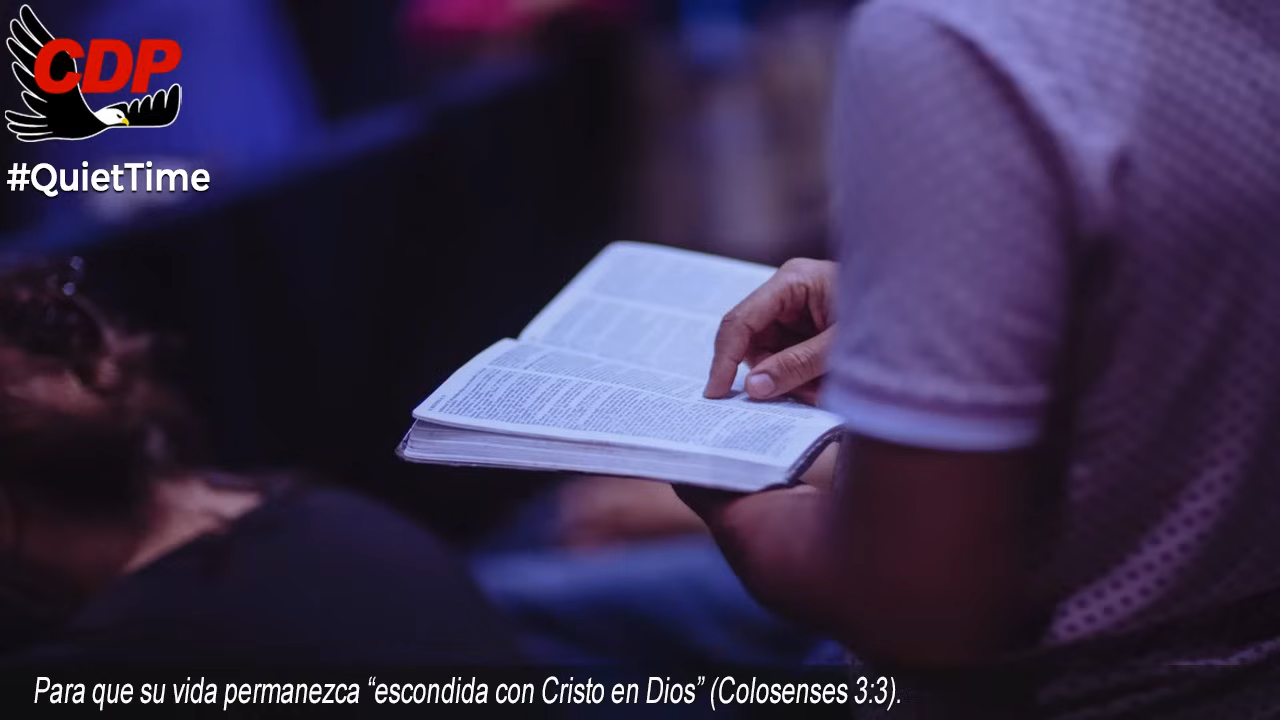 CDP
#QuietTime
Para que su vida permanezca “escondida con Cristo en Dios” (Colosenses 3:3).